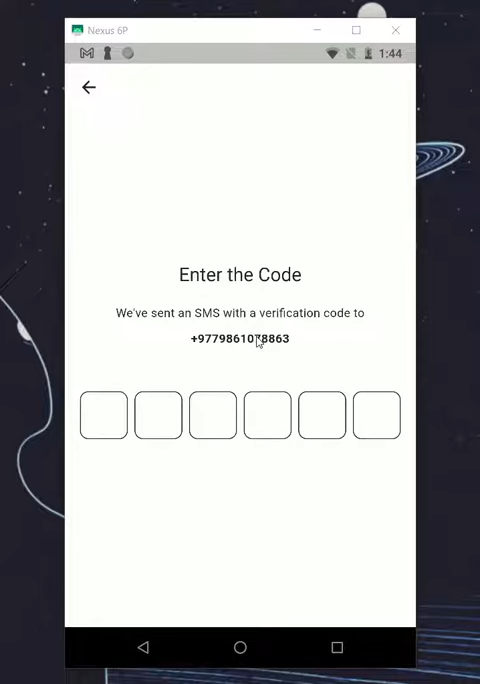 Nexus 6P
1:44
Enter the Code
We've sent an SMS with a verification code to